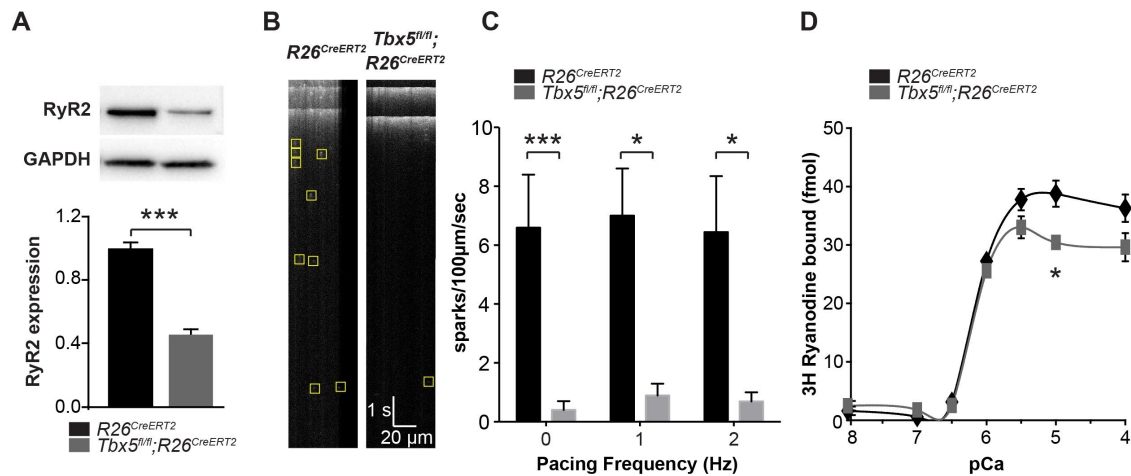 A
RyR2
GAPDH
***
1.2
0.8
0.4
0.0
RyR2 expression
R26CreERT2
Tbx5fl/fl;R26CreERT2
B
R26CreERT2
Tbx5fl/fl;
R26CreERT2
1 s
20 µm
C
R26CreERT2
Tbx5fl/fl;R26CreERT2
***
*
*
10
8
6
4
2
0
sparks/100µm/sec
0 1 2
Pacing Frequency (Hz)
D
R26CreERT2
Tbx5fl/fl;R26CreERT2
50
40
30
20
10
0
3H Ryanodine bound (fmol)
*
8 7 6 5 4
pCa